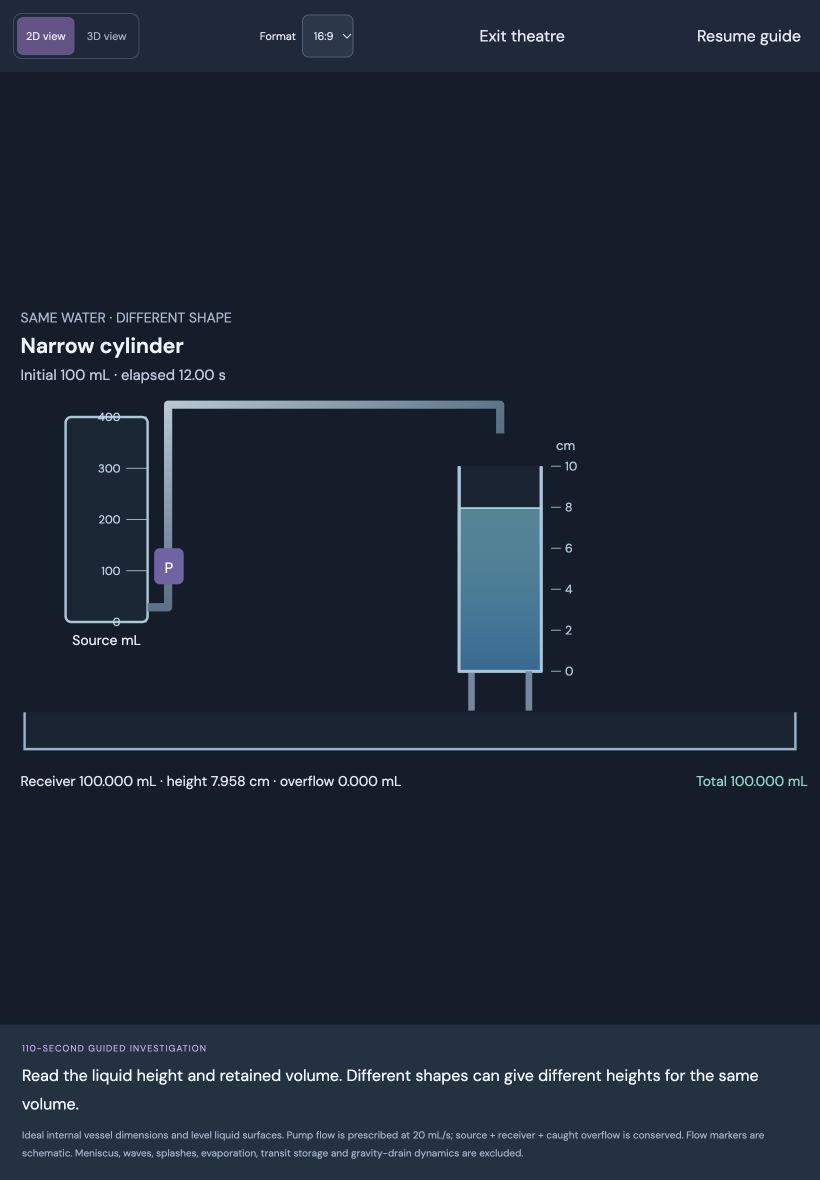 2D view
3D view
Format
16:9
Exit theatre
Resume guide
SAME WATER · DIFFERENT SHAPE
Narrow cylinder
Initial 100 mL · elapsed 12.00 s
400
300
200
100
0
Source mL
P
cm
10
8
6
4
2
0
Receiver 100.000 mL · height 7.958 cm · overflow 0.000 mL
Total 100.000 mL
110-SECOND GUIDED INVESTIGATION
Read the liquid height and retained volume. Different shapes can give different heights for the same
volume.
Ideal internal vessel dimensions and level liquid surfaces. Pump flow is prescribed at 20 mL/s; source + receiver + caught overflow is conserved. Flow markers are
schematic. Meniscus, waves, splashes, evaporation, transit storage and gravity-drain dynamics are excluded.